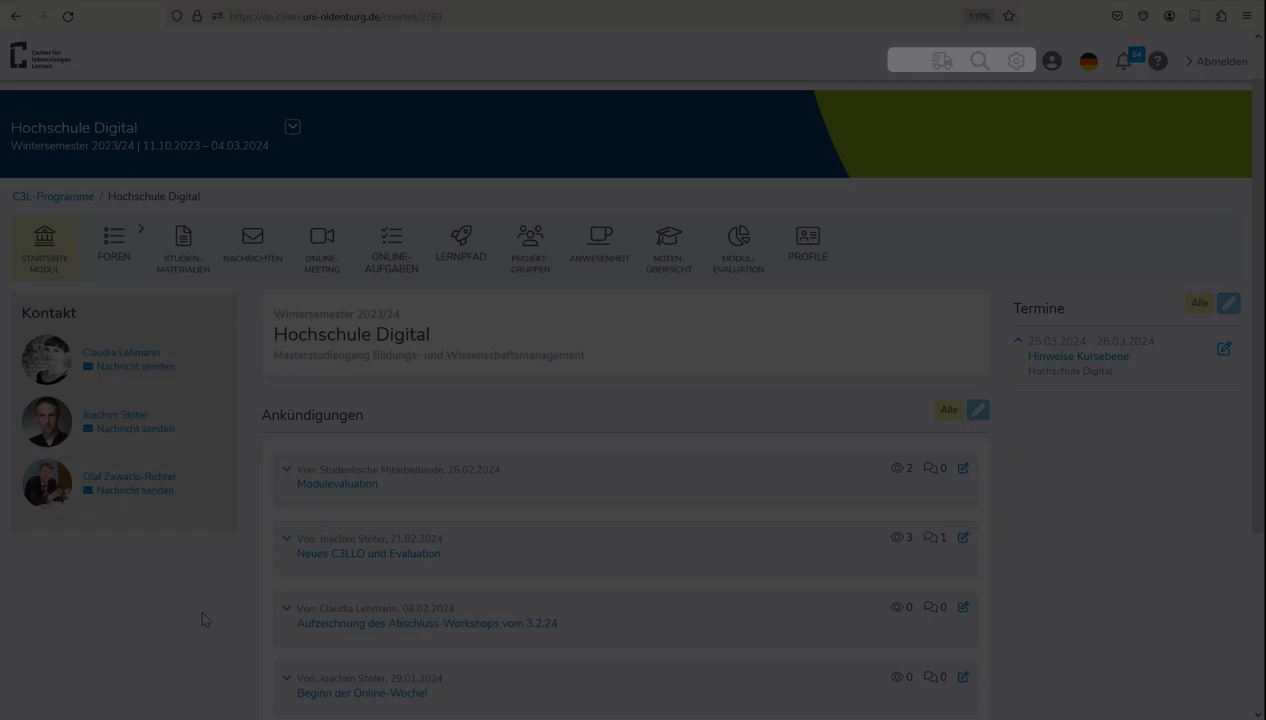 https://de.cllms.uni-oldenburg.de/courses/2783
110%
Center für
lebenslanges
Lernen
64
Abmelden
Hochschule Digital
Wintersemester 2023/24 | 11.10.2023 – 04.03.2024
C3L-Programme / Hochschule Digital
STARTSEITE
MODUL
FOREN
STUDIEN-
MATERIALIEN
NACHRICHTEN
ONLINE-
MEETING
ONLINE-
AUFGABEN
LERNPFAD
PROJEKT-
GRUPPEN
ANWESENHEIT
NOTEN-
ÜBERSICHT
MODUL-
EVALUATION
PROFILE
Kontakt
Claudia Lehmann
Nachricht senden
Joachim Stöter
Nachricht senden
Olaf Zawacki-Richter
Nachricht senden
Wintersemester 2023/24
Hochschule Digital
Masterstudiengang Bildungs- und Wissenschaftsmanagement
Ankündigungen
Alle
Von: Studentische Mitarbeitende, 26.02.2024
2 0
Modulevaluation
Von: Joachim Stöter, 21.02.2024
3 1
Neues C3LLO und Evaluation
Von: Claudia Lehmann, 08.02.2024
0 0
Aufzeichnung des Abschluss-Workshops vom 3.2.24
Von: Joachim Stöter, 29.01.2024
0 0
Beginn der Online-Woche!
Termine
Alle
25.03.2024 - 26.03.2024
Hinweise Kursebene
Hochschule Digital